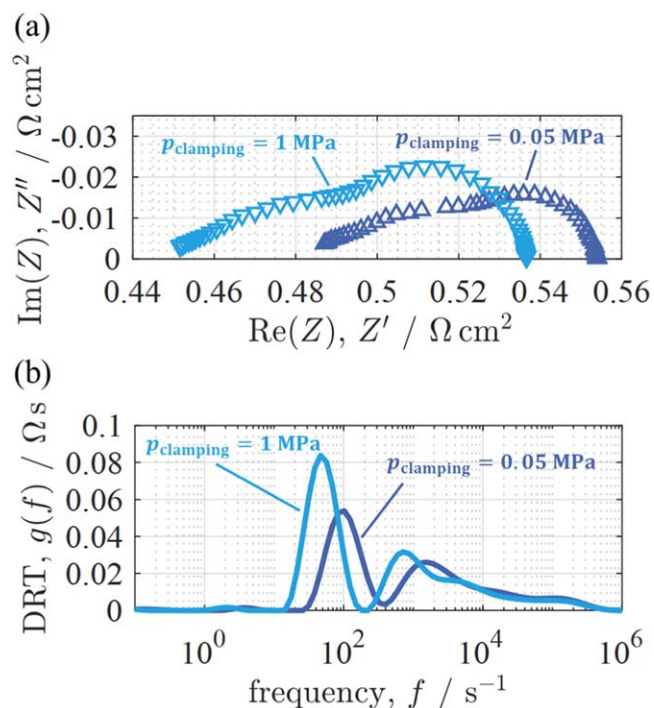 (a)
Im(Z), Z'' / Ω cm²
-0.03
-0.02
-0.01
0
p_clamping = 1 MPa
p_clamping = 0.05 MPa
0.44 0.46 0.48 0.5 0.52 0.54 0.56
Re(Z), Z' / Ω cm²
(b)
DRT, g(f) / Ω s
0.1
0.08
0.06
0.04
0.02
0
p_clamping = 1 MPa
p_clamping = 0.05 MPa
10⁰ 10² 10⁴ 10⁶
frequency, f / s⁻¹